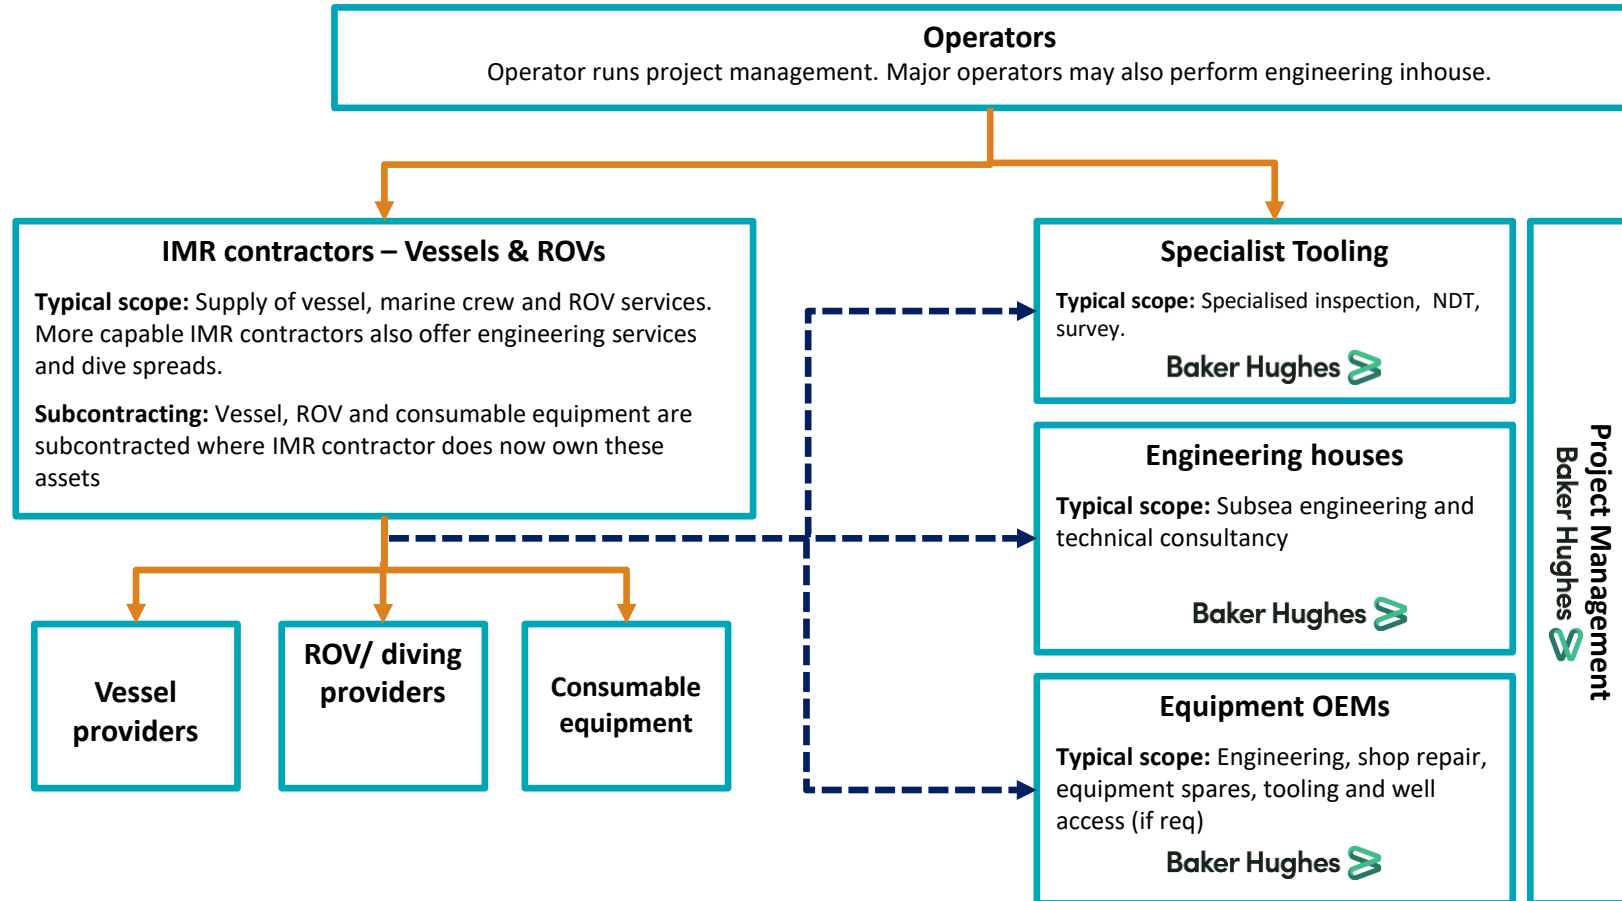 Operators
Operator runs project management. Major operators may also perform engineering inhouse.
IMR contractors – Vessels & ROVs
Typical scope: Supply of vessel, marine crew and ROV services.
More capable IMR contractors also offer engineering services
and dive spreads.
Subcontracting: Vessel, ROV and consumable equipment are
subcontracted where IMR contractor does now own these
assets
Vessel
providers
ROV/ diving
providers
Consumable
equipment
Specialist Tooling
Typical scope: Specialised inspection, NDT,
survey.
Baker Hughes
Engineering houses
Typical scope: Subsea engineering and
technical consultancy
Baker Hughes
Equipment OEMs
Typical scope: Engineering, shop repair,
equipment spares, tooling and well
access (if req)
Baker Hughes
Project Management
Baker Hughes